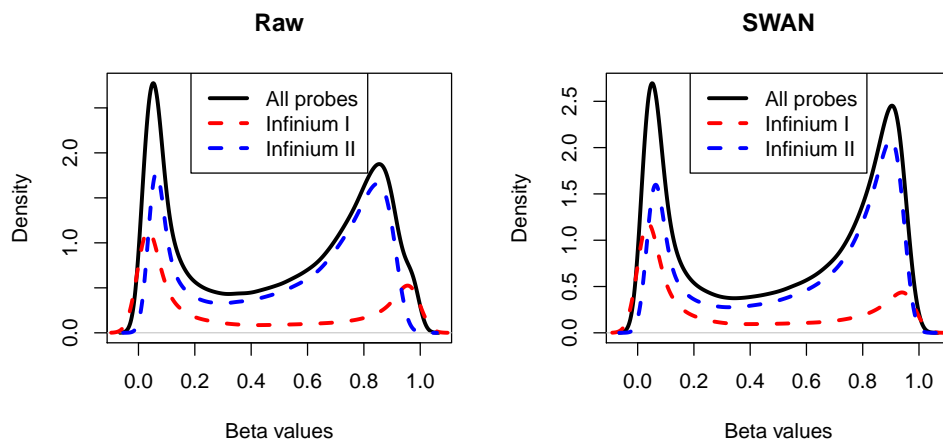 Raw
All probes
Infinium I
Infinium II
Density
0.0
1.0
2.0
0.0 0.2 0.4 0.6 0.8 1.0
Beta values
SWAN
All probes
Infinium I
Infinium II
Density
0.0 0.5 1.0 1.5 2.0 2.5
0.0 0.2 0.4 0.6 0.8 1.0
Beta values